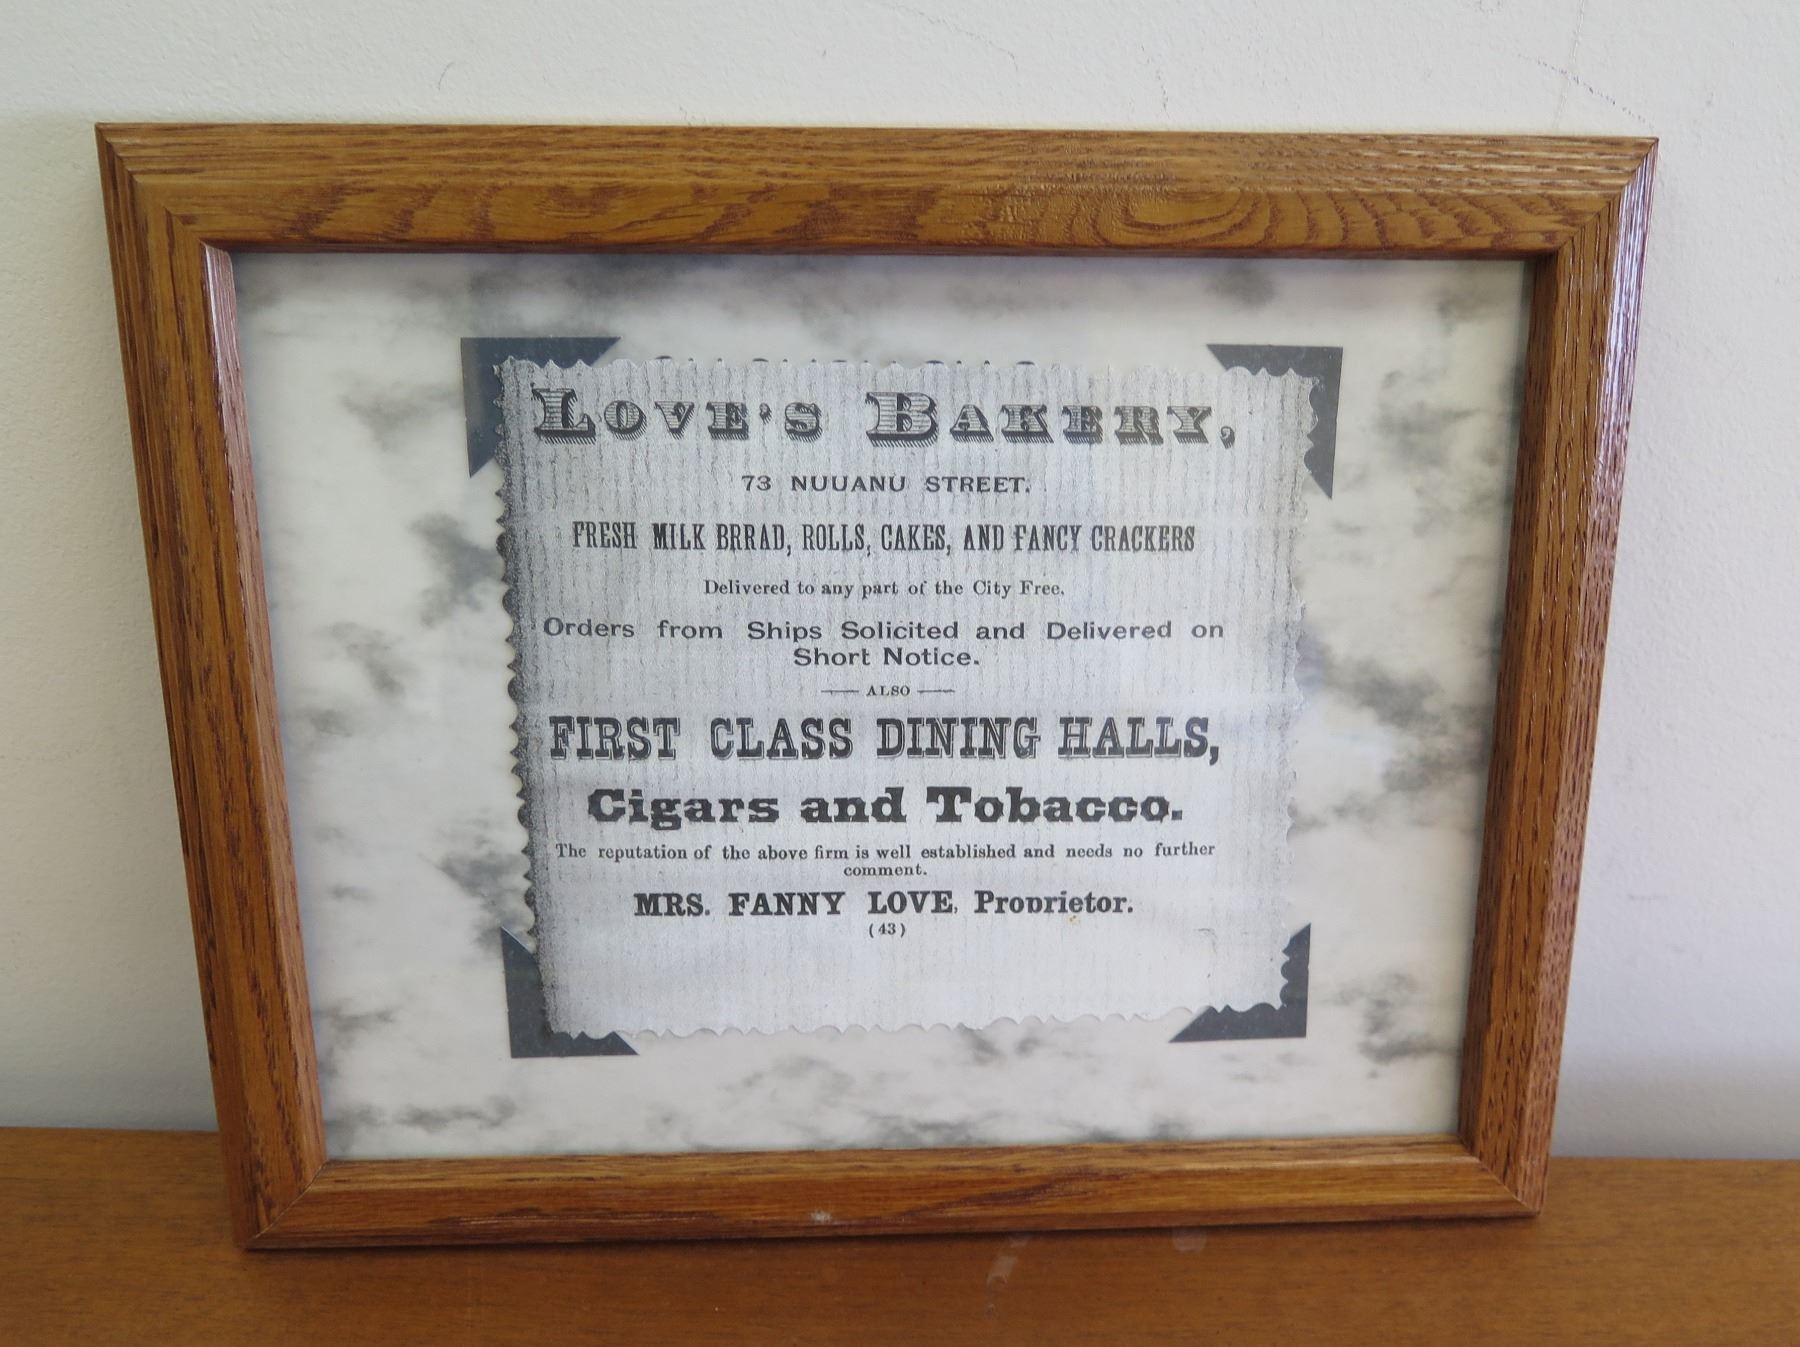 LOVE'S BAKERY,
73 NUUANU STREET.
FRESH MILK BRRAD, ROLLS, CAKES, AND FANCY CRACKERS
Delivered to any part of the City Free.
Orders from Ships Solicited and Delivered on
Short Notice.
— ALSO —
FIRST CLASS DINING HALLS,
Cigars and Tobacco.
The reputation of the above firm is well established and needs no further
comment.
MRS. FANNY LOVE, Proprietor.
(43)